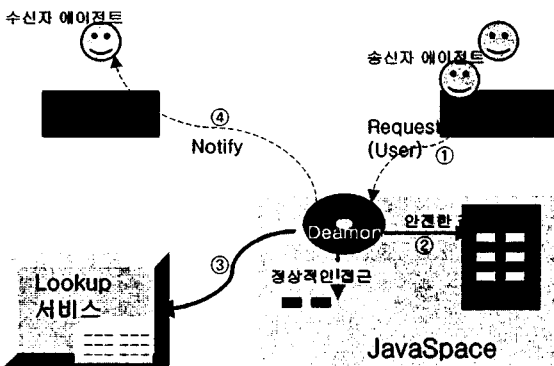 수신자 에이전트
송신자 에이전트
④
Notify
Request
(User)
①
Deamon
안전한
②
③
정상적인 접근
Lookup
서비스
JavaSpace